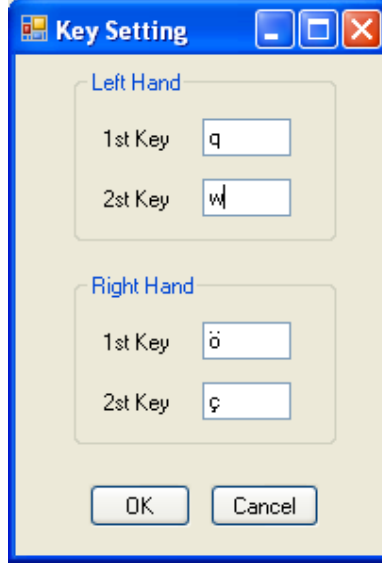 Key Setting
Left Hand
1st Key q
2st Key w
Right Hand
1st Key ö
2st Key ç
OK Cancel